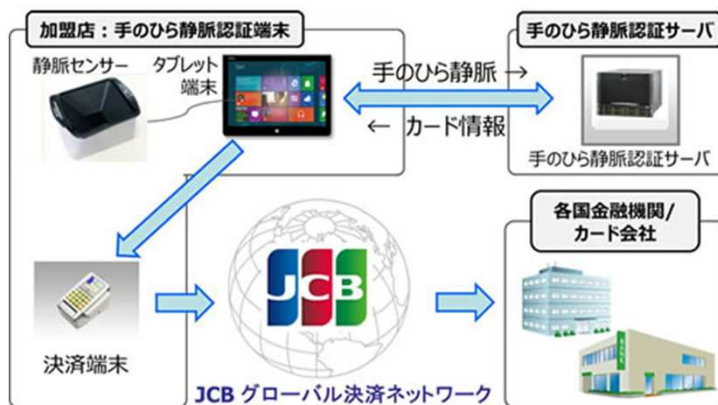 加盟店：手のひら静脈認証端末
静脈センサー
タブレット
端末
手のひら静脈 →
← カード情報
手のひら静脈認証サーバ
手のひら静脈認証サーバ
決済端末
JCB
JCB グローバル決済ネットワーク
各国金融機関/
カード会社
BANK